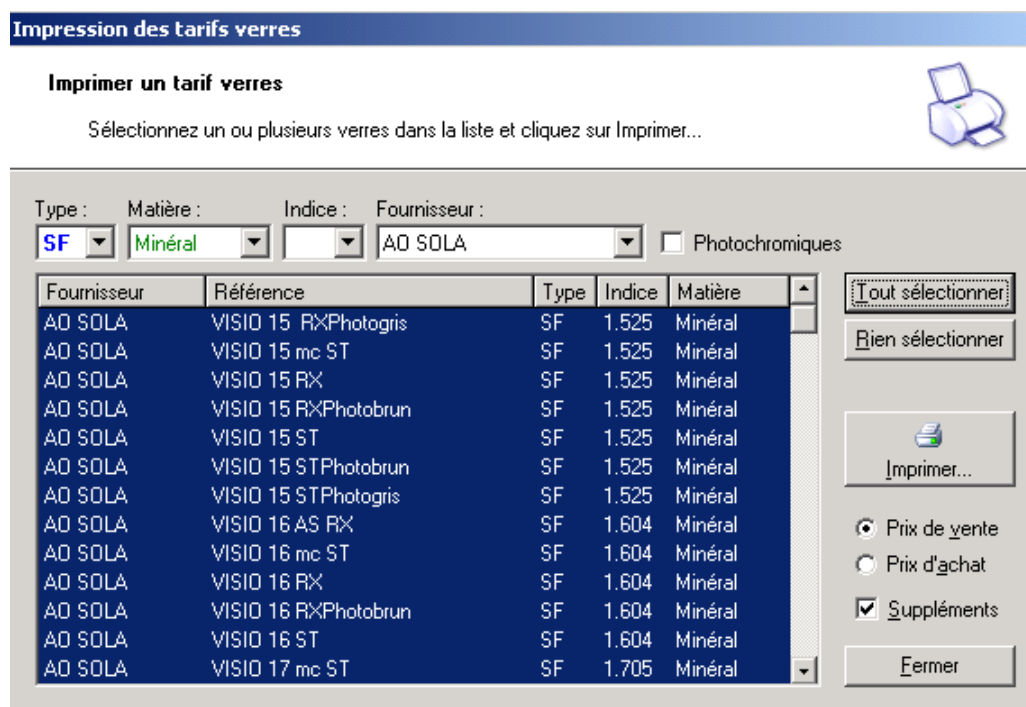 Impression des tarifs verres
Imprimer un tarif verres
Sélectionnez un ou plusieurs verres dans la liste et cliquez sur Imprimer...
Type : Matière : Indice : Fournisseur :
SF Minéral AO SOLA Photochromiques
Fournisseur Référence Type Indice Matière
AO SOLA VISIO 15  RXPhotogris SF 1.525 Minéral
AO SOLA VISIO 15 mc ST SF 1.525 Minéral
AO SOLA VISIO 15 RX SF 1.525 Minéral
AO SOLA VISIO 15 RXPhotobrun SF 1.525 Minéral
AO SOLA VISIO 15 ST SF 1.525 Minéral
AO SOLA VISIO 15 STPhotobrun SF 1.525 Minéral
AO SOLA VISIO 15 STPhotogris SF 1.525 Minéral
AO SOLA VISIO 16 AS RX SF 1.604 Minéral
AO SOLA VISIO 16 mc ST SF 1.604 Minéral
AO SOLA VISIO 16 RX SF 1.604 Minéral
AO SOLA VISIO 16 RXPhotobrun SF 1.604 Minéral
AO SOLA VISIO 16 ST SF 1.604 Minéral
AO SOLA VISIO 17 mc ST SF 1.705 Minéral
Tout sélectionner
Rien sélectionner
Imprimer...
Prix de vente
Prix d'achat
Suppléments
Fermer